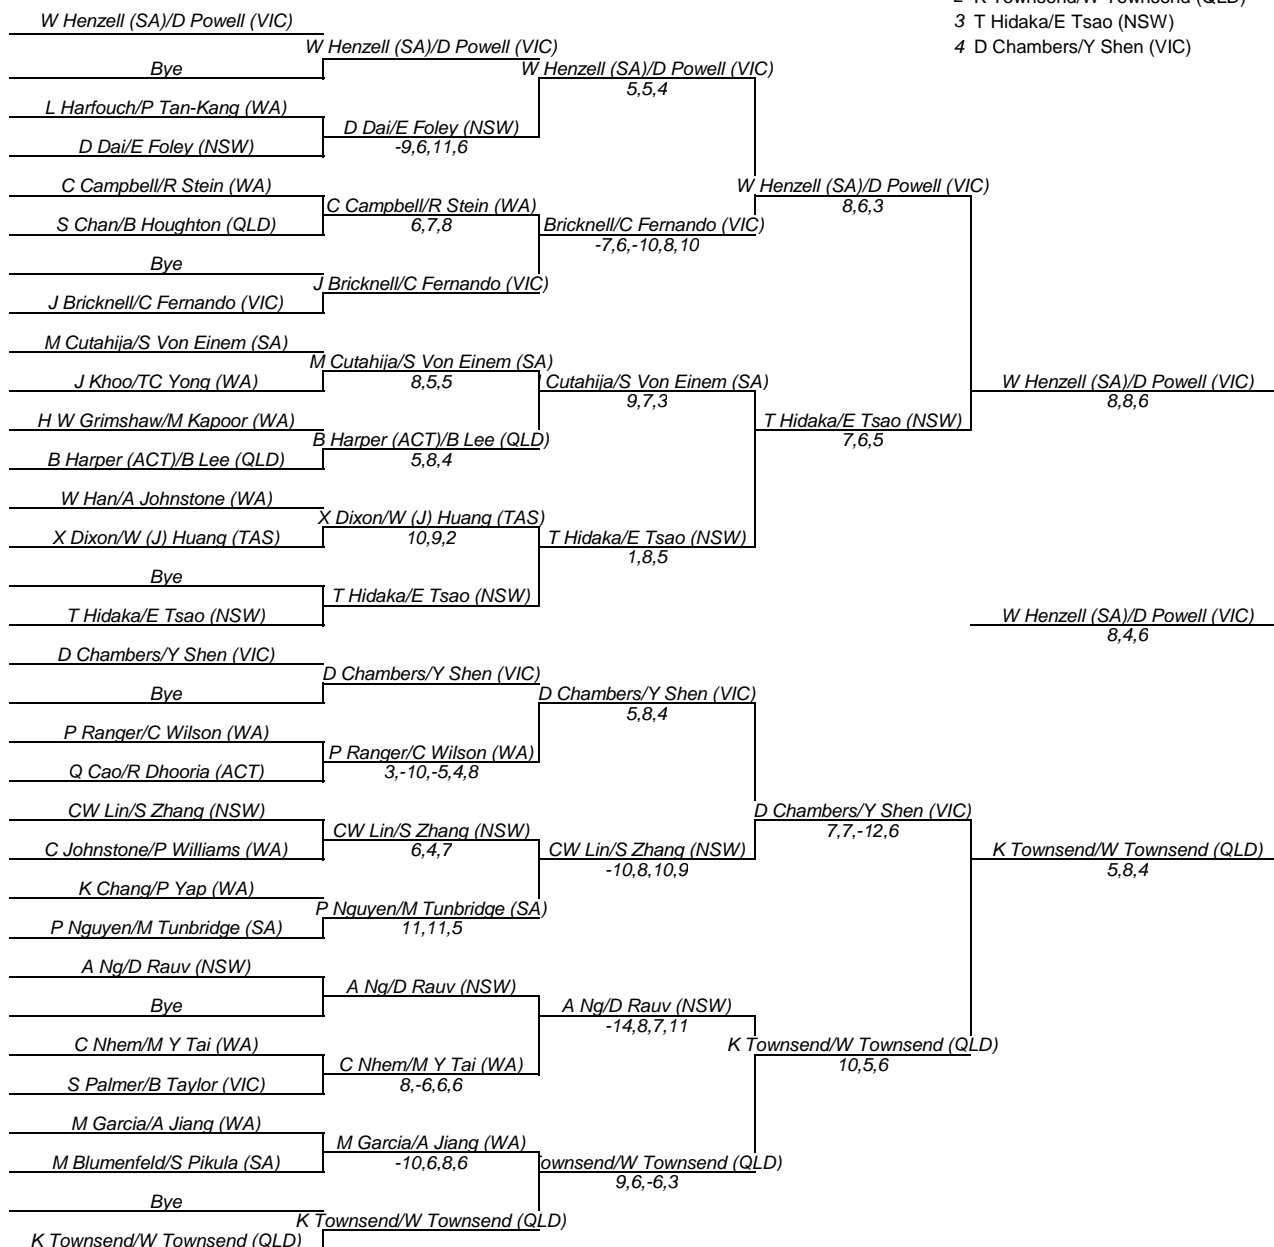 2 K Townsend/W Townsend (QLD)
3 T Hidaka/E Tsao (NSW)
4 D Chambers/Y Shen (VIC)
W Henzell (SA)/D Powell (VIC)
W Henzell (SA)/D Powell (VIC)
Bye
W Henzell (SA)/D Powell (VIC)
5,5,4
L Harfouch/P Tan-Kang (WA)
D Dai/E Foley (NSW)
-9,6,11,6
D Dai/E Foley (NSW)
C Campbell/R Stein (WA)
W Henzell (SA)/D Powell (VIC)
8,6,3
C Campbell/R Stein (WA)
6,7,8
S Chan/B Houghton (QLD)
Bricknell/C Fernando (VIC)
-7,6,-10,8,10
Bye
J Bricknell/C Fernando (VIC)
J Bricknell/C Fernando (VIC)
M Cutahija/S Von Einem (SA)
M Cutahija/S Von Einem (SA)
8,5,5
J Khoo/TC Yong (WA)
Cutahija/S Von Einem (SA)
9,7,3
W Henzell (SA)/D Powell (VIC)
8,8,6
H W Grimshaw/M Kapoor (WA)
T Hidaka/E Tsao (NSW)
7,6,5
B Harper (ACT)/B Lee (QLD)
5,8,4
B Harper (ACT)/B Lee (QLD)
W Han/A Johnstone (WA)
X Dixon/W (J) Huang (TAS)
10,9,2
X Dixon/W (J) Huang (TAS)
T Hidaka/E Tsao (NSW)
1,8,5
Bye
T Hidaka/E Tsao (NSW)
T Hidaka/E Tsao (NSW)
W Henzell (SA)/D Powell (VIC)
8,4,6
D Chambers/Y Shen (VIC)
D Chambers/Y Shen (VIC)
Bye
D Chambers/Y Shen (VIC)
5,8,4
P Ranger/C Wilson (WA)
P Ranger/C Wilson (WA)
3,-10,-5,4,8
Q Cao/R Dhooria (ACT)
CW Lin/S Zhang (NSW)
D Chambers/Y Shen (VIC)
7,7,-12,6
CW Lin/S Zhang (NSW)
6,4,7
C Johnstone/P Williams (WA)
CW Lin/S Zhang (NSW)
-10,8,10,9
K Townsend/W Townsend (QLD)
5,8,4
K Chang/P Yap (WA)
P Nguyen/M Tunbridge (SA)
11,11,5
P Nguyen/M Tunbridge (SA)
A Ng/D Rauv (NSW)
A Ng/D Rauv (NSW)
Bye
A Ng/D Rauv (NSW)
-14,8,7,11
C Nhem/M Y Tai (WA)
K Townsend/W Townsend (QLD)
10,5,6
C Nhem/M Y Tai (WA)
8,-6,6,6
S Palmer/B Taylor (VIC)
M Garcia/A Jiang (WA)
M Garcia/A Jiang (WA)
-10,6,8,6
M Blumenfeld/S Pikula (SA)
ownsend/W Townsend (QLD)
9,6,-6,3
Bye
K Townsend/W Townsend (QLD)
K Townsend/W Townsend (QLD)